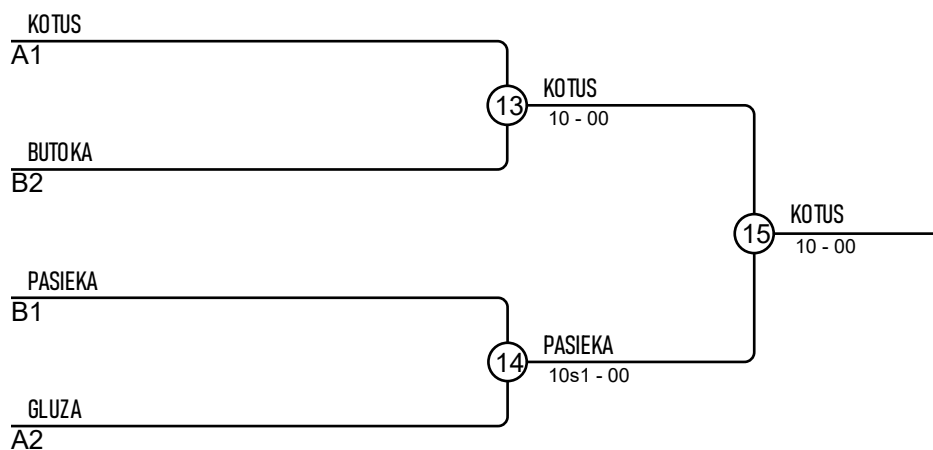 KOTUS
A1
13
KOTUS
10 - 00
BUTOKA
B2
15
KOTUS
10 - 00
PASIEKA
B1
14
PASIEKA
10s1 - 00
GLUZA
A2